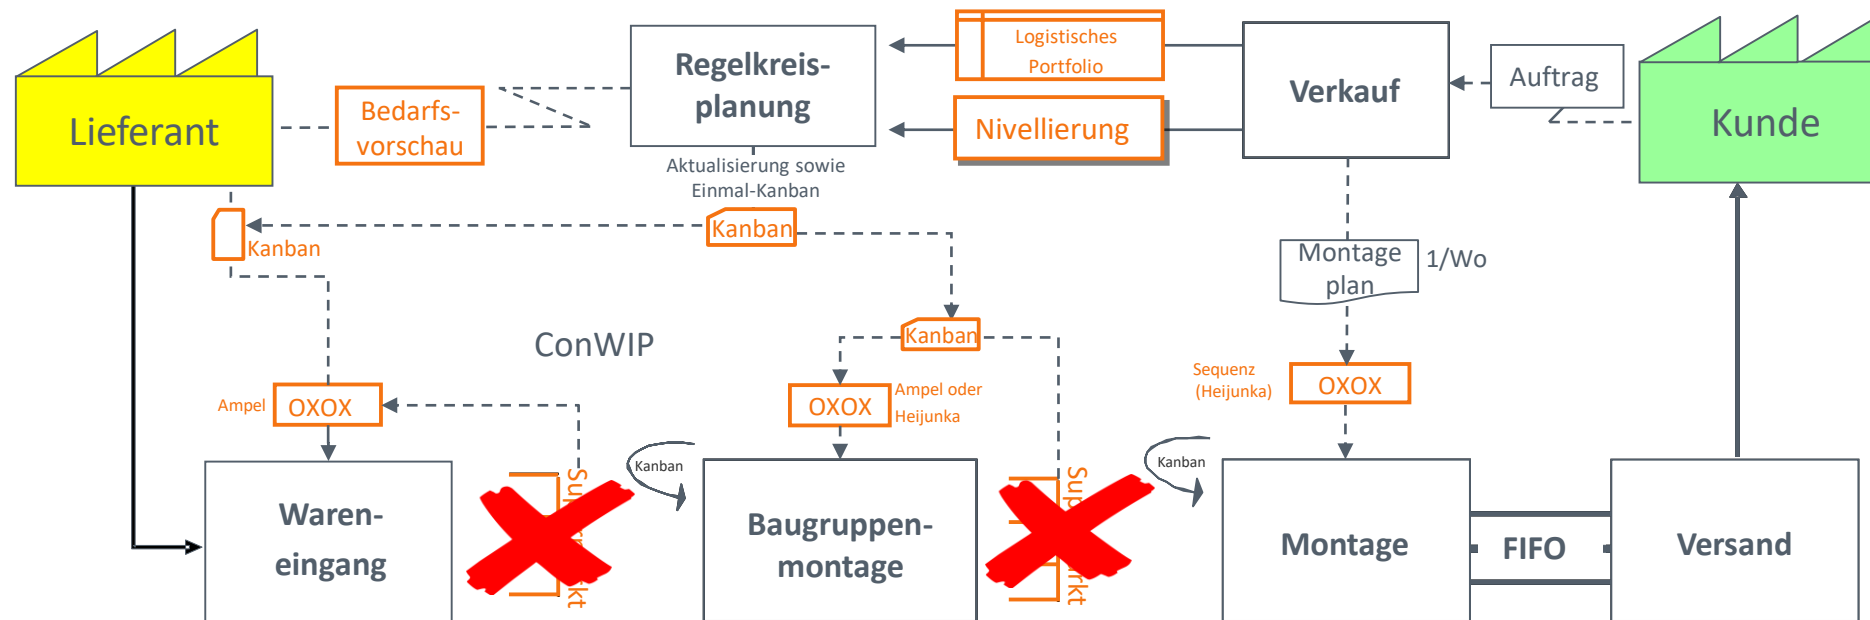 Lieferant
Bedarfs-
vorschau
Regelkreis-
planung
Logistisches
Portfolio
Nivellierung
Verkauf
Auftrag
Kunde
Aktualisierung sowie
Einmal-Kanban
Kanban
Kanban
Kanban
Montage
plan
1/Wo
ConWIP
Ampel
OXOX
OXOX
Ampel oder
Heijunka
Sequenz
(Heijunka)
OXOX
Waren-
eingang
Kanban
Baugruppen-
montage
Kanban
Montage
FIFO
Versand